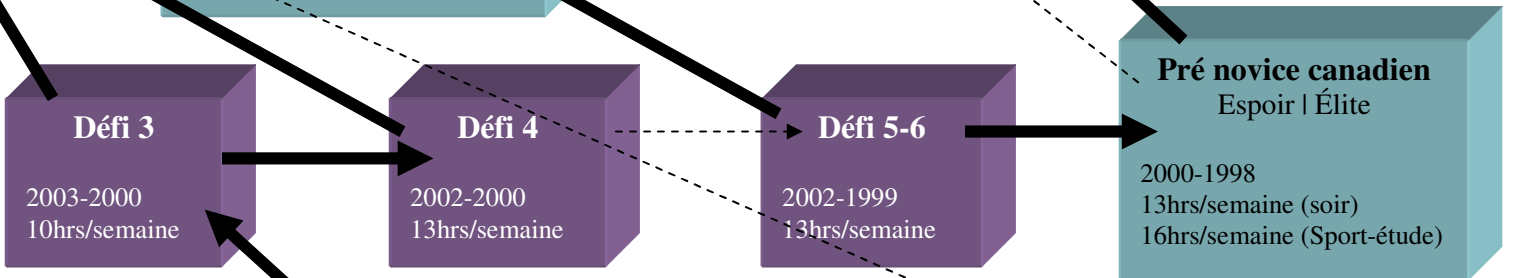 Défi 3
2003-2000
10hrs/semaine
Défi 4
2002-2000
13hrs/semaine
Défi 5-6
2002-1999
13hrs/semaine
Pré novice canadien
Espoir | Élite
2000-1998
13hrs/semaine (soir)
16hrs/semaine (Sport-étude)